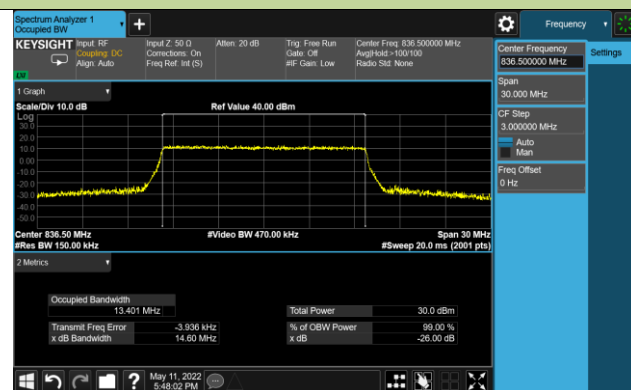 Spectrum Analyzer 1
Occupied BW
Frequency
KEYSIGHT
Input: RF
Coupling: DC
Align: Auto
Input Z: 50 Ω
Corrections: On
Freq Ref: Int (S)
Atten: 20 dB
Trig: Free Run
Gate: Off
#IF Gain: Low
Center Freq: 836.500000 MHz
Avg|Hold:>100/100
Radio Std: None
Center Frequency
836.500000 MHz
Settings
Span
30.000 MHz
CF Step
3.000000 MHz
Auto
Man
Freq Offset
0 Hz
1 Graph
Scale/Div 10.0 dB
Ref Value 40.00 dBm
Log
30.0
20.0
10.0
0.00
-10.0
-20.0
-30.0
-40.0
-50.0
Center 836.50 MHz
#Video BW 470.00 kHz
Span 30 MHz
#Res BW 150.00 kHz
#Sweep 20.0 ms (2001 pts)
2 Metrics
Occupied Bandwidth
13.401 MHz
Total Power
30.0 dBm
Transmit Freq Error
-3.936 kHz
% of OBW Power
99.00 %
x dB Bandwidth
14.60 MHz
x dB
-26.00 dB
May 11, 2022
5:48:02 PM